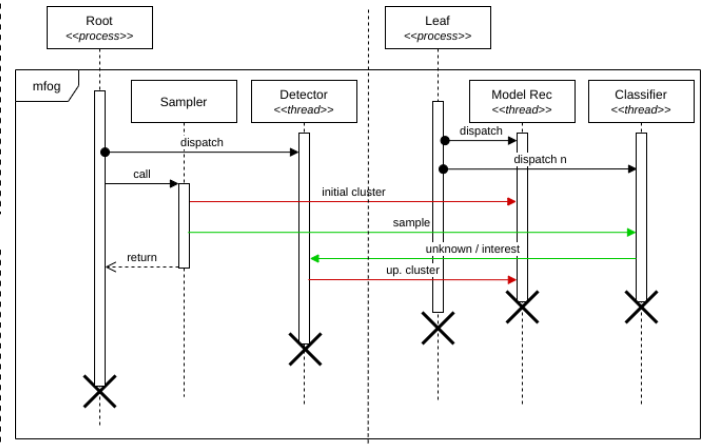 Root
<<process>>
Leaf
<<process>>
mfog
Sampler
Detector
<<thread>>
Model Rec
<<thread>>
Classifier
<<thread>>
dispatch
dispatch
dispatch n
call
initial cluster
sample
unknown / interest
return
up. cluster